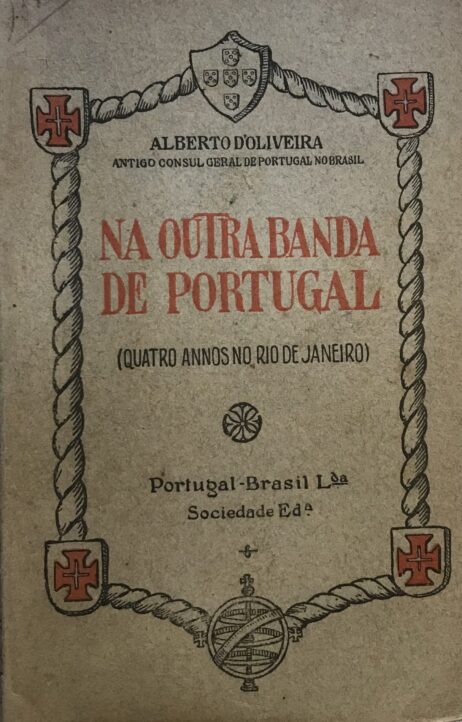 ALBERTO D'OLIVEIRA
ANTIGO CONSUL GERAL DE PORTUGAL NO BRASIL
NA OUTRA BANDA
DE PORTUGAL
(QUATRO ANNOS NO RIO DE JANEIRO)
Portugal-Brasil Lᵈᵃ
Sociedade Edᵃ